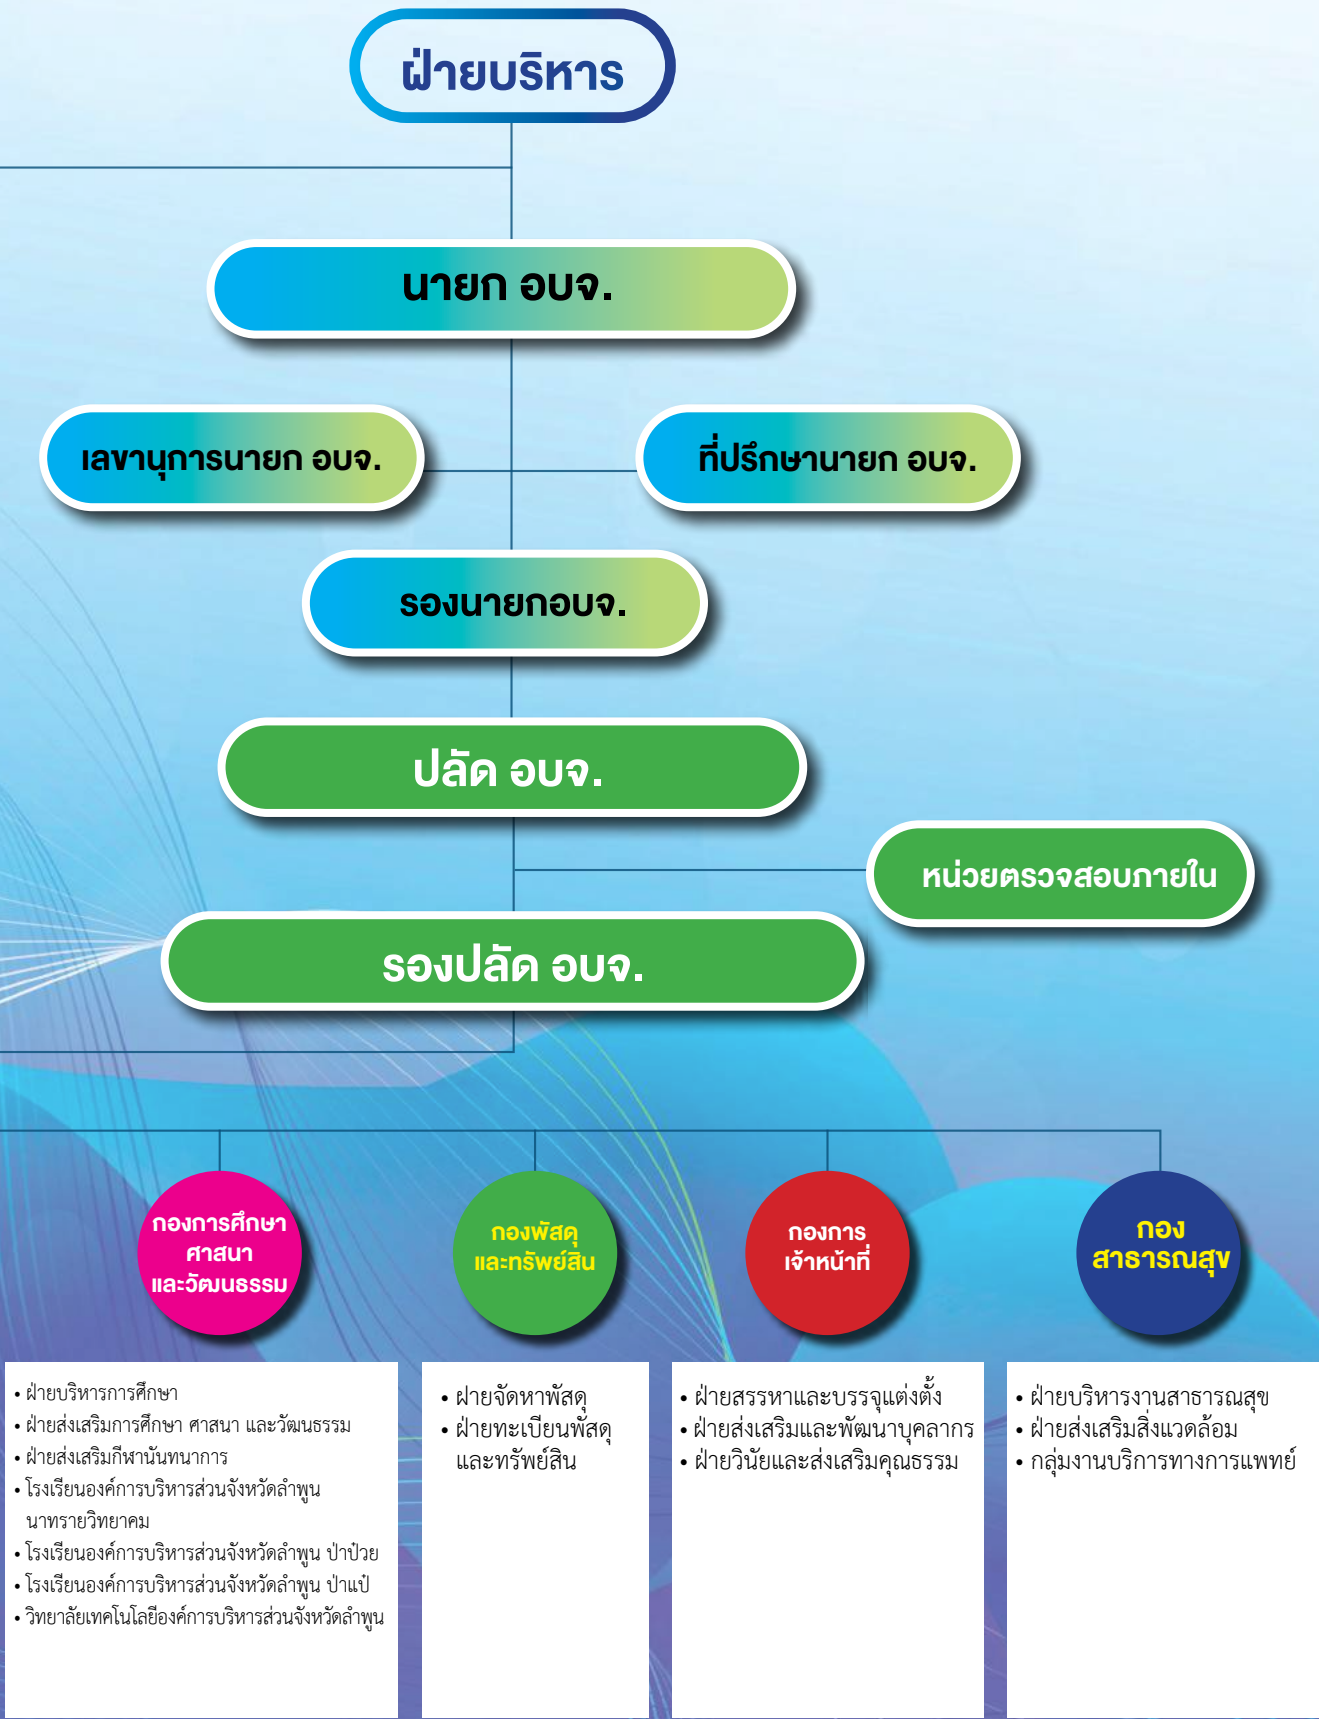 ฝ่ายบริหาร
นายก อบจ.
เลขานุการนายก อบจ.
ที่ปรึกษานายก อบจ.
รองนายกอบจ.
ปลัด อบจ.
หน่วยตรวจสอบภายใน
รองปลัด อบจ.
กองการศึกษา
ศาสนา
และวัฒนธรรม
• ฝ่ายบริหารการศึกษา
• ฝ่ายส่งเสริมการศึกษา ศาสนา และวัฒนธรรม
• ฝ่ายส่งเสริมกีฬานันทนาการ
• โรงเรียนองค์การบริหารส่วนจังหวัดลำพูน
นาทรายวิทยาคม
• โรงเรียนองค์การบริหารส่วนจังหวัดลำพูน ป่าป๋วย
• โรงเรียนองค์การบริหารส่วนจังหวัดลำพูน ป่าแป๋
• วิทยาลัยเทคโนโลยีองค์การบริหารส่วนจังหวัดลำพูน
กองพัสดุ
และทรัพย์สิน
• ฝายจัดหาพัสดุ
• ฝ่ายทะเบียนพัสดุ
และทรัพย์สิน
กองการ
เจ้าหน้าที่
• ฝ่ายสรรหาและบรรจุแต่งตั้ง
• ฝ่ายส่งเสริมและพัฒนาบุคลากร
• ฝ่ายวินัยและส่งเสริมคุณธรรม
กอง
สาธารณสุข
• ฝ่ายบริหารงานสาธารณสุข
• ฝ่ายส่งเสริมสิ่งแวดล้อม
• กลุ่มงานบริการทางการแพทย์